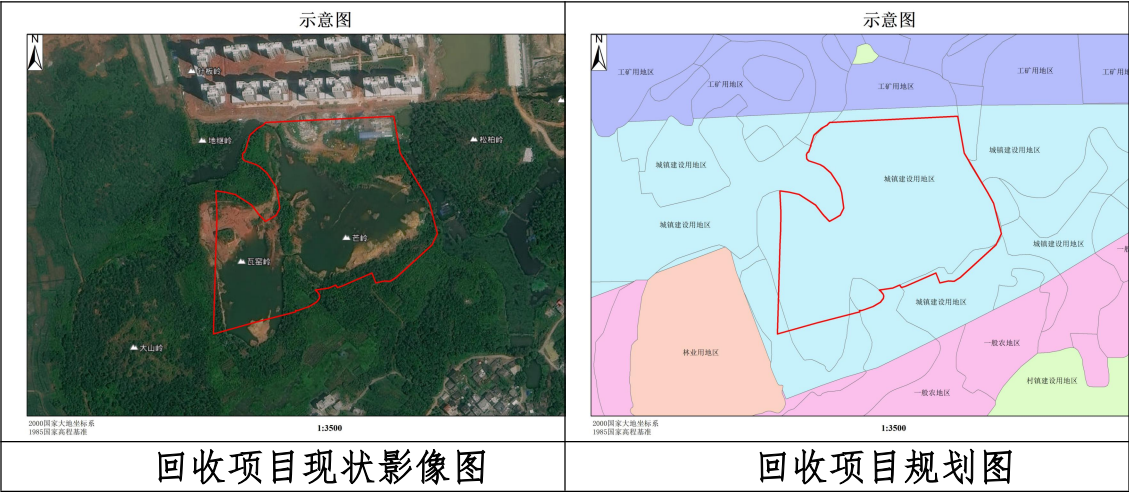 示意图
N
地继岭
松柏岭
芒岭
瓦窑岭
大山岭
2000国家大地坐标系
1985国家高程基准
1:3500
回收项目现状影像图
示意图
N
工矿用地区
工矿用地区
工矿用地区
工矿用地区
工矿用
城镇建设用地区
城镇建设用地区
城镇建设用地区
城镇建设用地区
城镇建设用地区
城镇建设用地区
一般
林业用地区
一般农地区
村镇建设用地区
一般农地区
2000国家大地坐标系
1985国家高程基准
1:3500
回收项目规划图